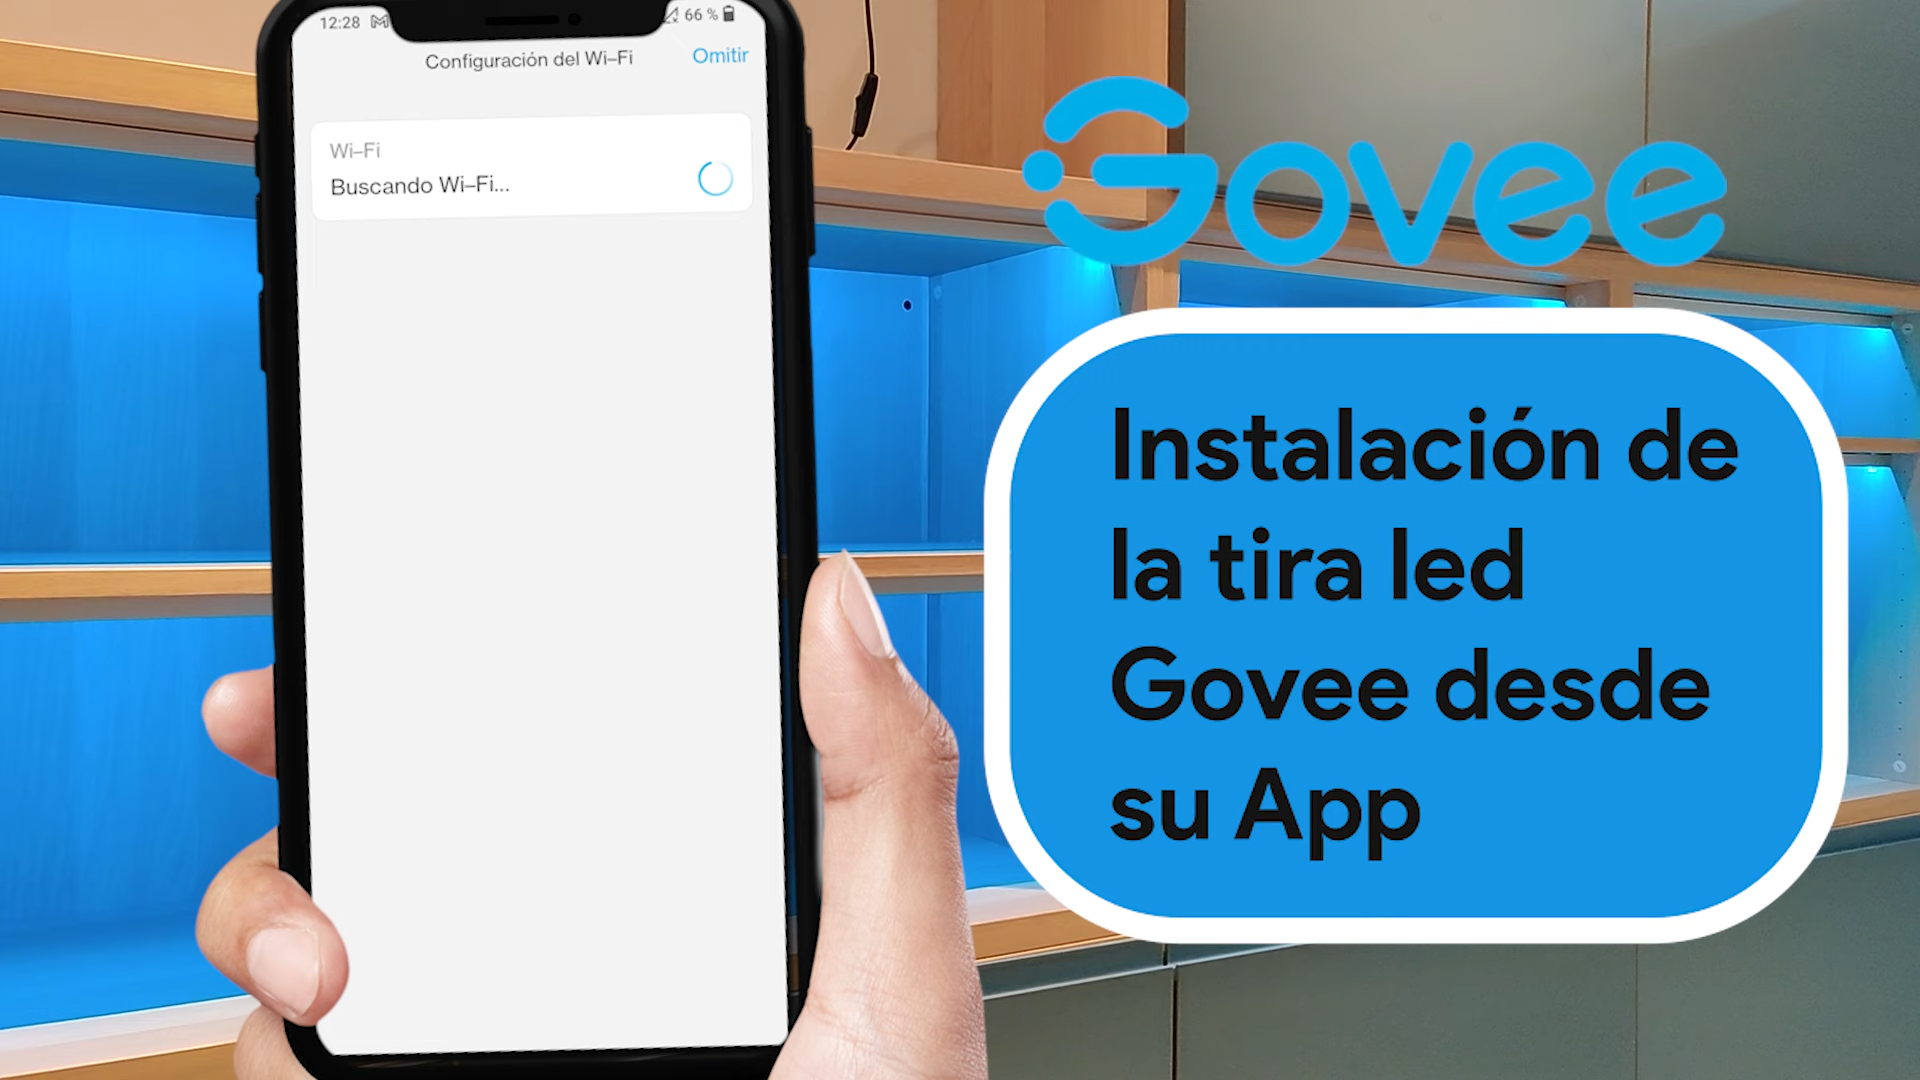 12:28 66 %
Configuración del Wi-Fi Omitir
Wi-Fi
Buscando Wi-Fi...
Govee
Instalación de
la tira led
Govee desde
su App